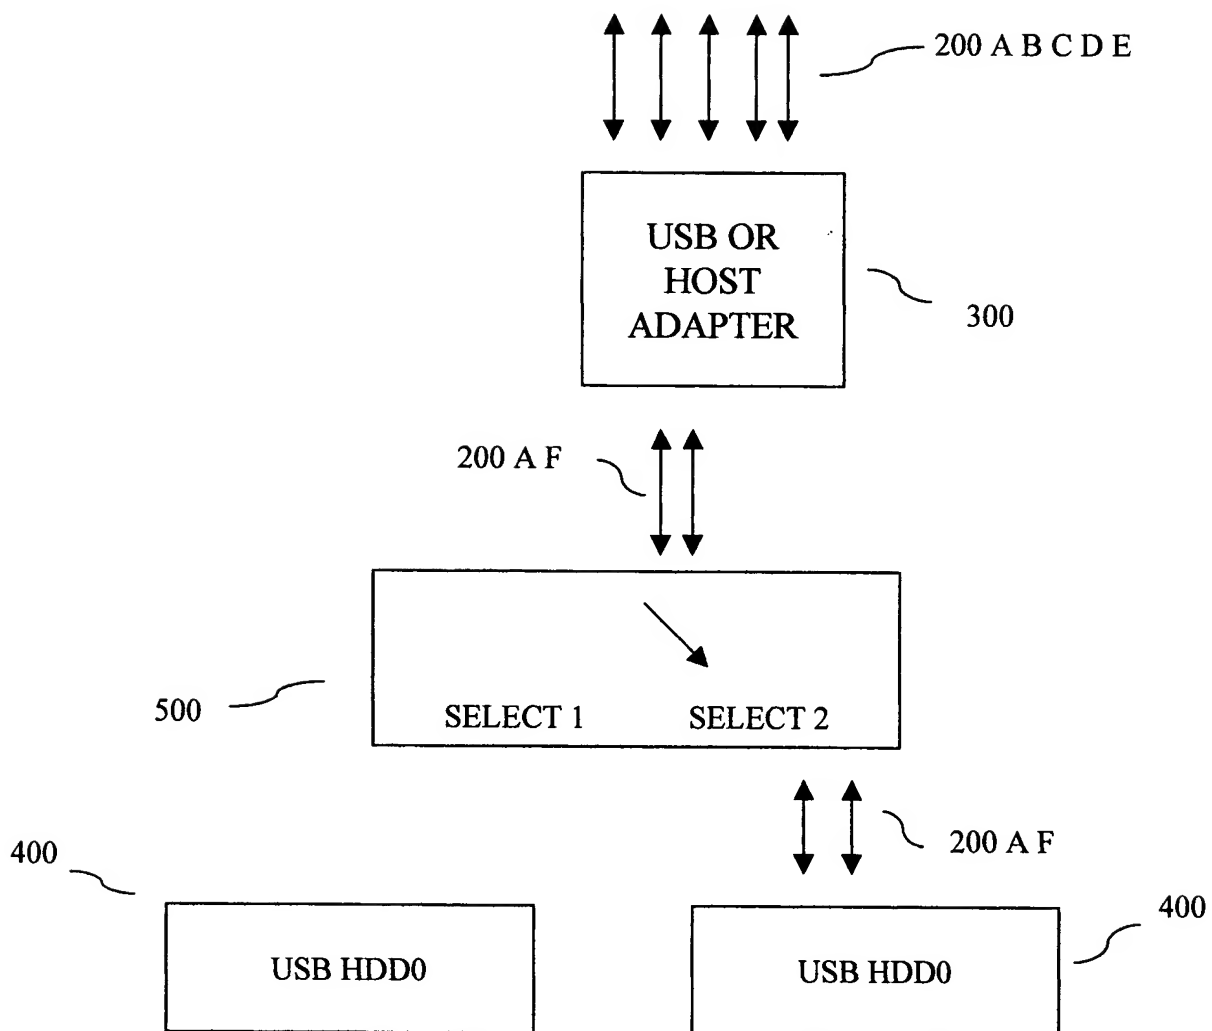 200 A B C D E
USB OR
HOST
ADAPTER
300
200 A F
500
SELECT 1 SELECT 2
200 A F
400
400
USB HDD0
USB HDD0